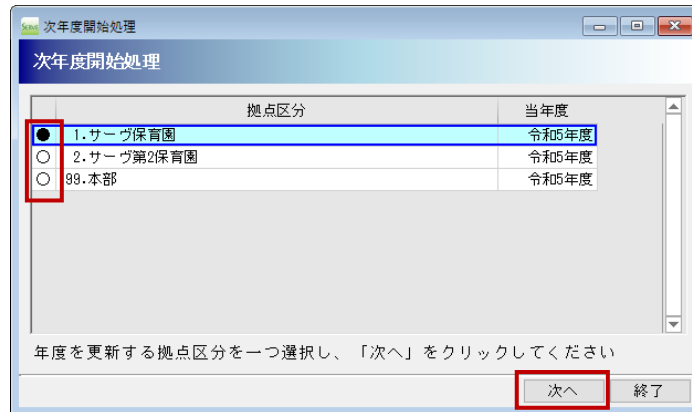 Serve 次年度開始処理
次年度開始処理
拠点区分 当年度
● 1.サーヴ保育園 令和5年度
○ 2.サーヴ第2保育園 令和5年度
○ 99.本部 令和5年度
年度を更新する拠点区分を一つ選択し、「次へ」をクリックしてください
次へ 終了